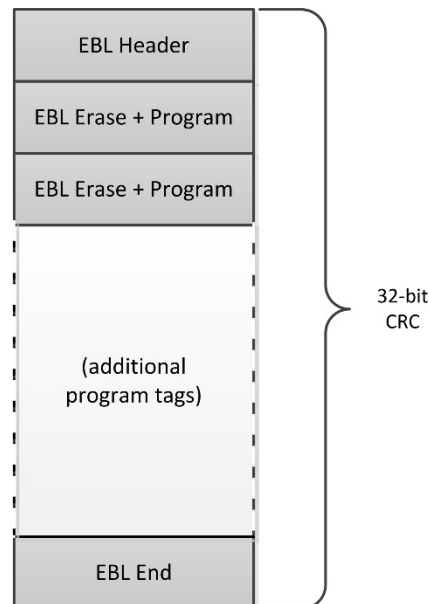 EBL Header
EBL Erase + Program
EBL Erase + Program
(additional
program tags)
32-bit
CRC
EBL End